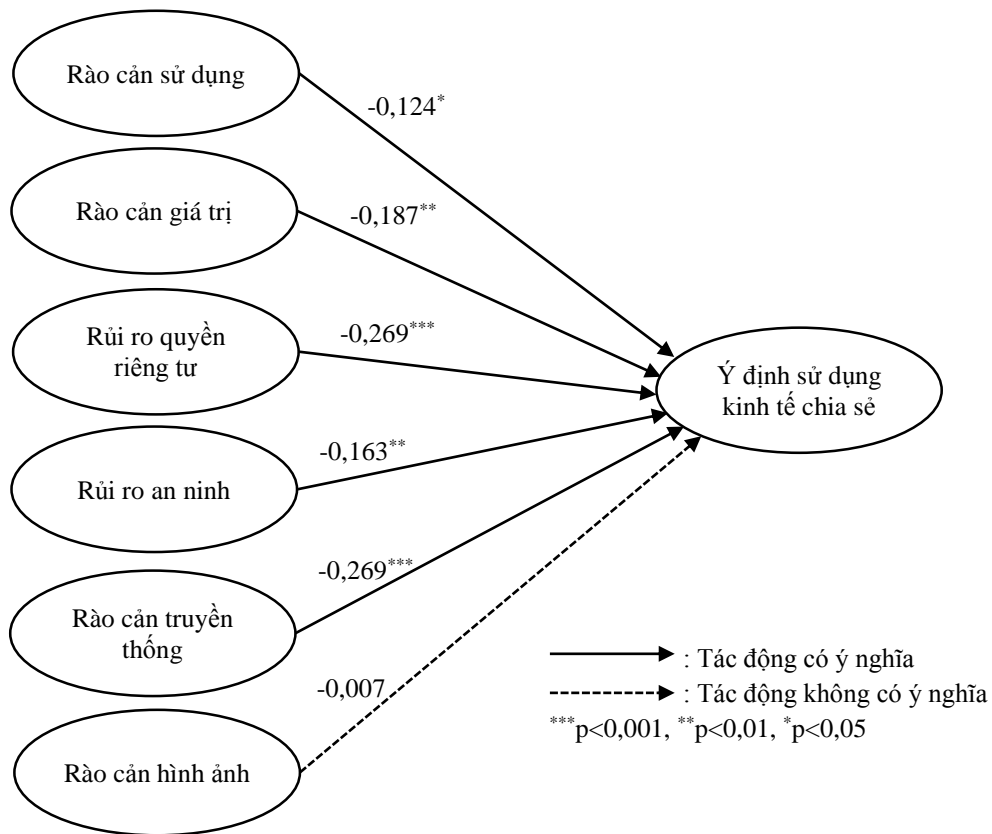 Rào cản sử dụng
-0,124*
Rào cản giá trị
-0,187**
Rủi ro quyền
riêng tư
-0,269***
Ý định sử dụng
kinh tế chia sẻ
Rủi ro an ninh
-0,163**
Rào cản truyền
thống
-0,269***
Rào cản hình ảnh
-0,007
: Tác động có ý nghĩa
: Tác động không có ý nghĩa
***p<0,001, **p<0,01, *p<0,05